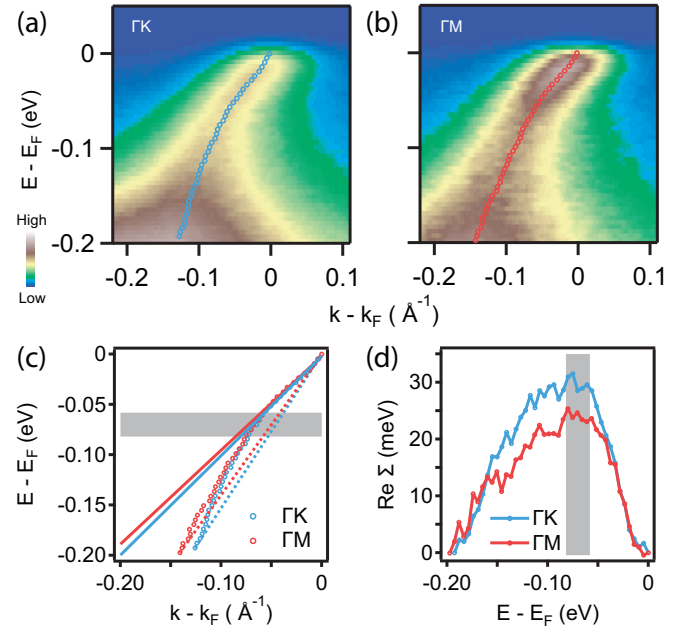 (a)
ΓK
(b)
ΓM
E - E_F (eV)
0
-0.1
-0.2
High
Low
-0.2
-0.1
0
0.1
-0.2
-0.1
0
0.1
k - k_F ( Å⁻¹)
(c)
E - E_F (eV)
0
-0.05
-0.10
-0.15
-0.20
ΓK
ΓM
-0.20
-0.10
0
k - k_F ( Å⁻¹)
(d)
Re Σ (meV)
30
20
10
0
ΓK
ΓM
-0.20
-0.10
0
E - E_F (eV)